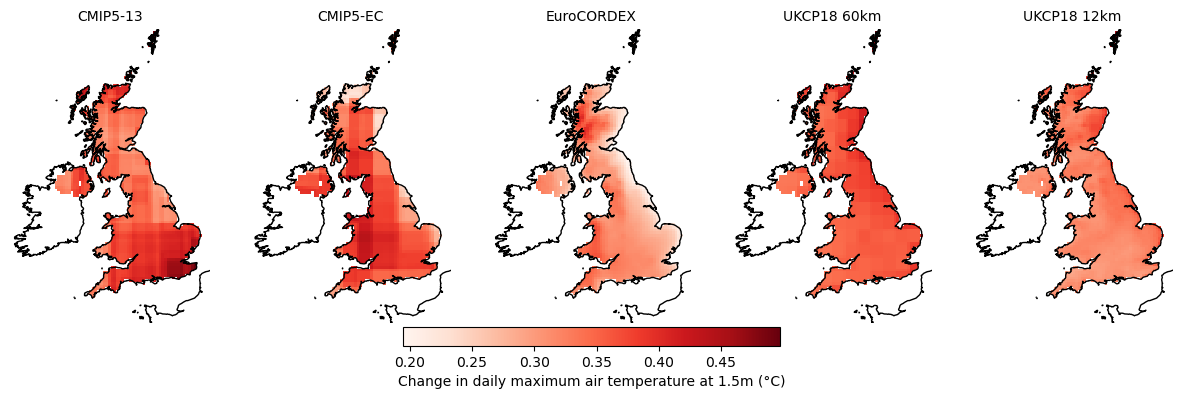 CMIP5-13
CMIP5-EC
EuroCORDEX
UKCP18 60km
UKCP18 12km
0.20
0.25
0.30
0.35
0.40
0.45
Change in daily maximum air temperature at 1.5m (°C)